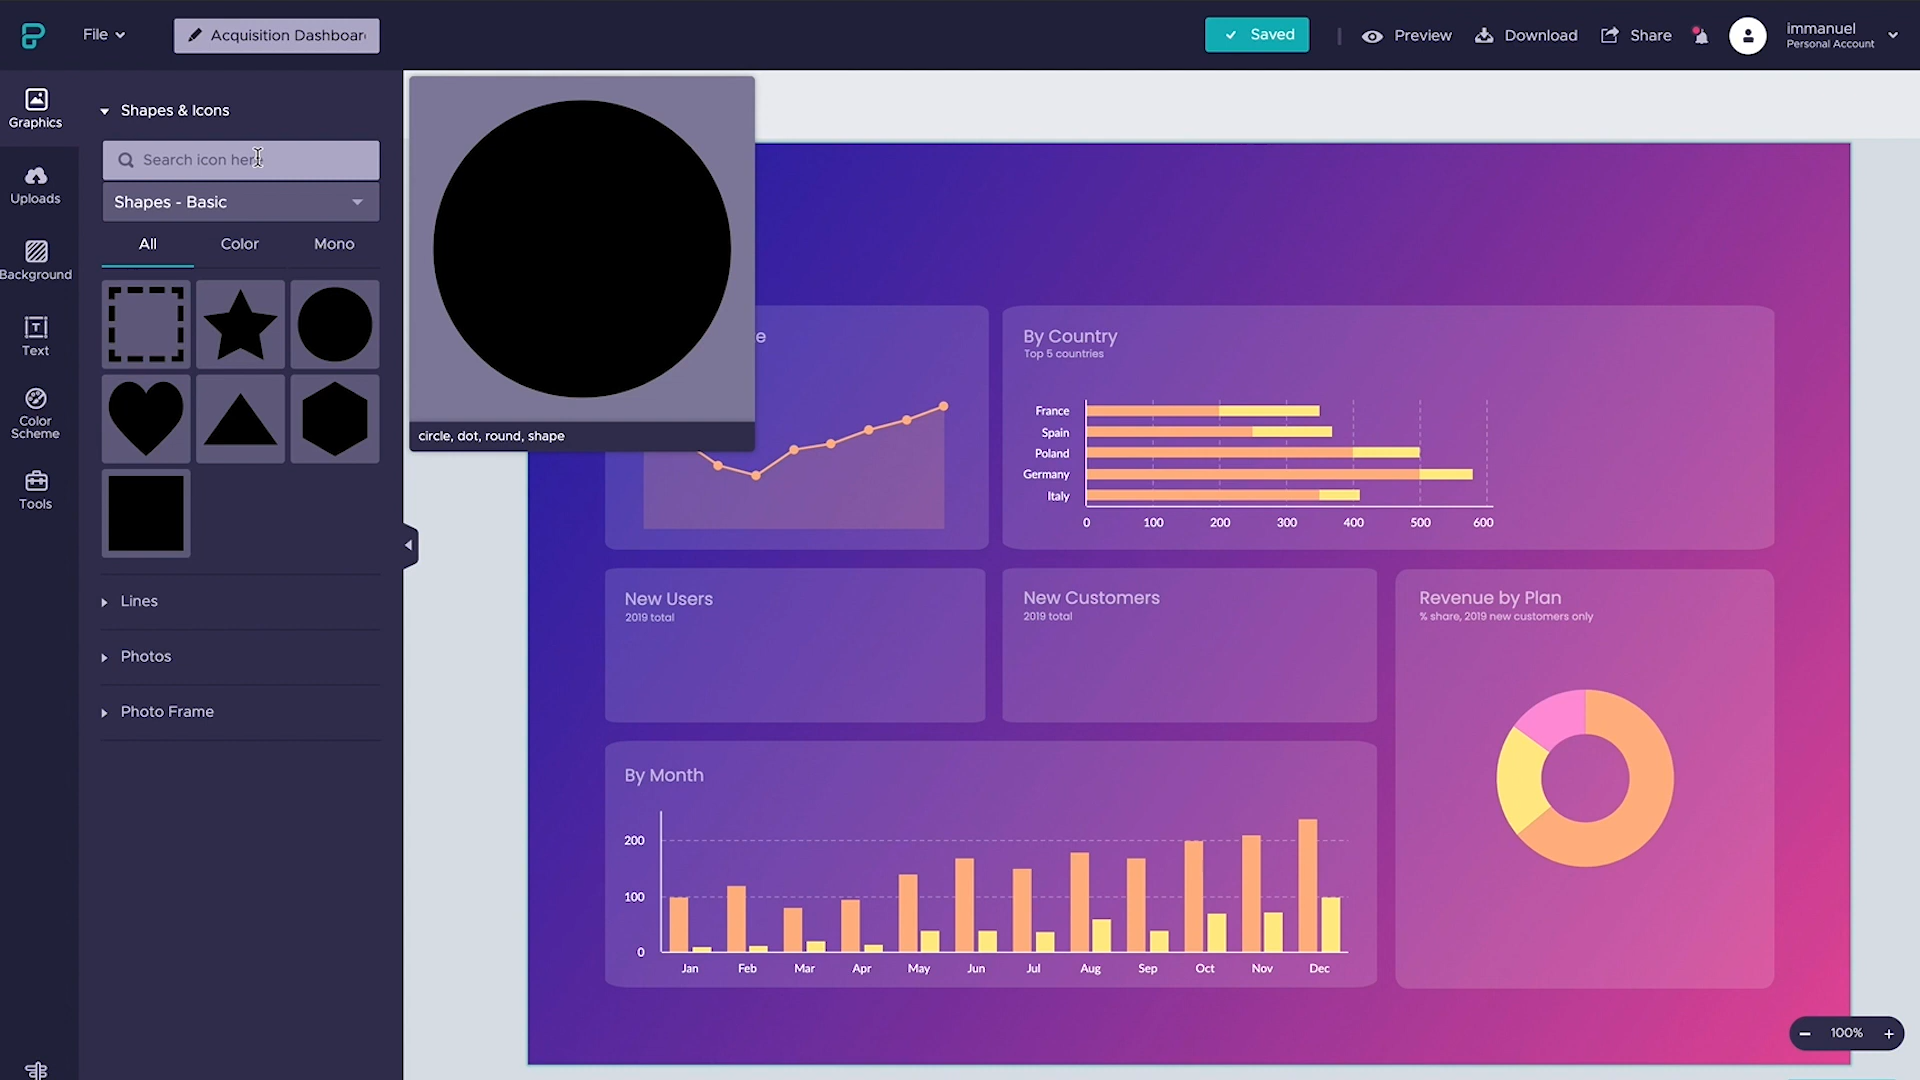 File
Acquisition Dashboar
Saved
Preview
Download
Share
immanuel
Personal Account
Graphics
Uploads
Background
Text
Color
Scheme
Tools
Shapes & Icons
Search icon here
Shapes - Basic
All
Color
Mono
Lines
Photos
Photo Frame
circle, dot, round, shape
e
By Country
Top 5 countries
France
Spain
Poland
Germany
Italy
0 100 200 300 400 500 600
New Users
2019 total
New Customers
2019 total
Revenue by Plan
% share, 2019 new customers only
By Month
200
100
0
Jan Feb Mar Apr May Jun Jul Aug Sep Oct Nov Dec
100%